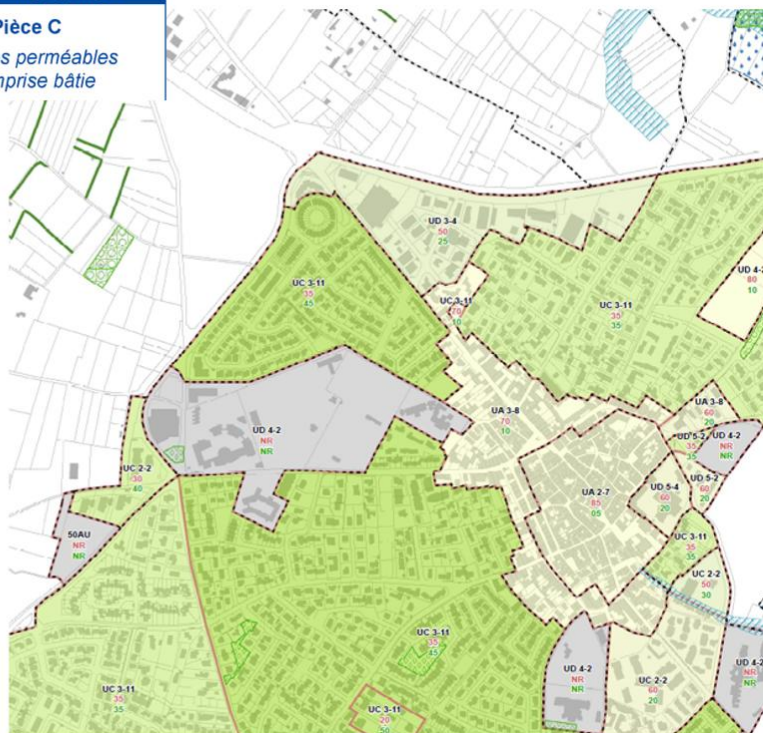 Pièce C
s perméables
mprise bâtie
UD 3-4
50
25
UC 3-11
35
45
UC 3-11
70
10
UC 3-11
35
35
UD 4-2
80
10
UA 3-8
70
10
UA 3-8
60
20
UD 4-2
NR
NR
UD 5-2
35
35
UD 4-2
NR
NR
UC 2-2
30
40
UA 2-7
85
05
UD 5-4
60
20
UD 5-2
60
20
50AU
NR
NR
UC 3-11
35
35
UC 2-2
50
30
UC 3-11
35
45
UD 4-2
NR
NR
UC 2-2
60
20
UD 4-2
NR
NR
UC 3-11
35
35
UC 3-11
20
50